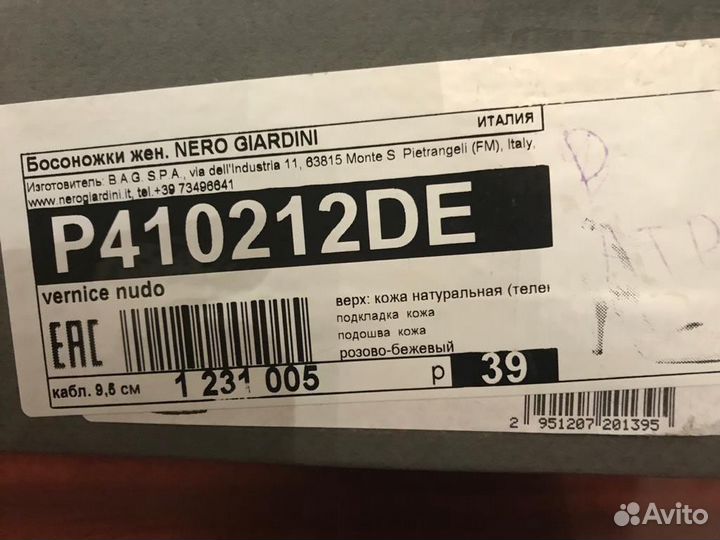 Босоножки жен. NERO GIARDINI ИТАЛИЯ
Изготовитель: B.A.G. S.P.A., via dell'Industria 11, 63815 Monte S Pietrangeli (FM), Italy,
www.nerogiardini.it, tel.+39 73496641
P410212DE
vernice nudo
верх: кожа натуральная (телен
подкладка кожа
подошва кожа
розово-бежевый
EAC
кабл. 9,5 см
1 231 005
р 39
2 951207 201395
D
Avito